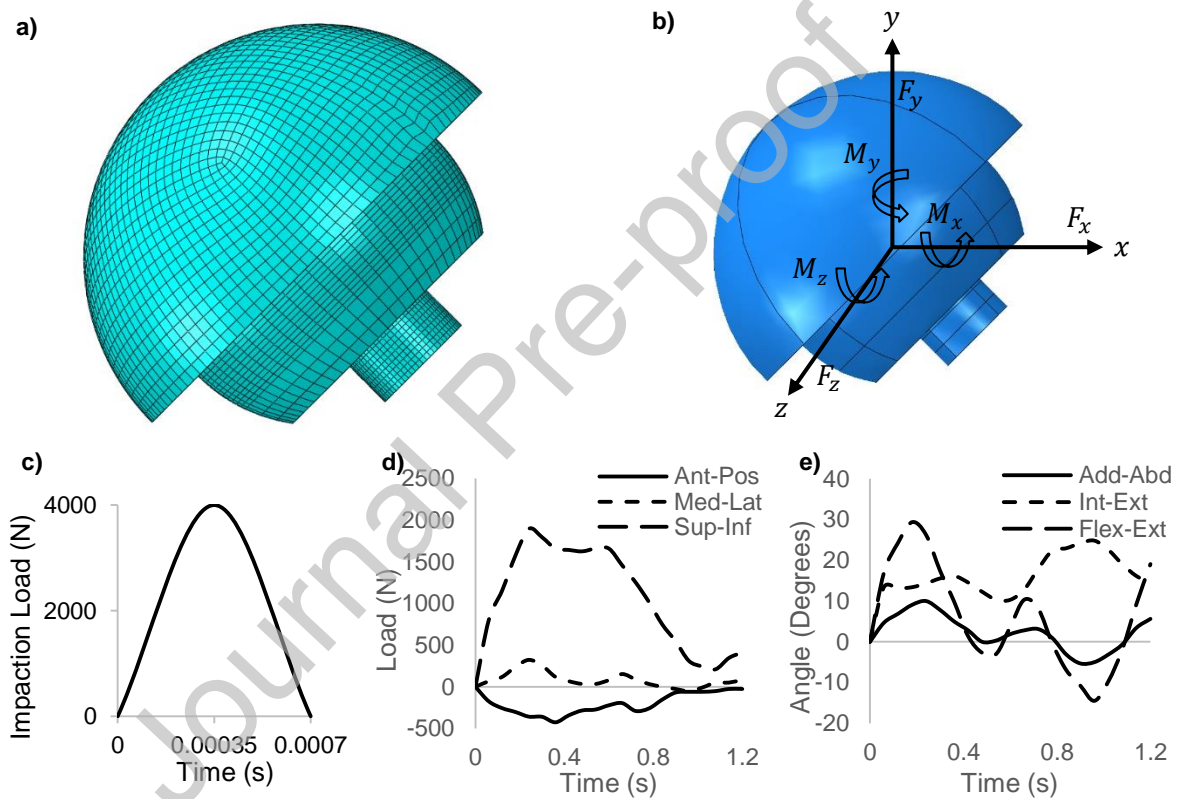 a)
b)
y
F_y
M_y
M_x
F_x
x
M_z
F_z
z
Journal Pre-proof
c)
4000
2000
0
Impaction Load (N)
0 0.00035 0.0007
Time (s)
d)
2500
2000
1500
1000
500
0
-500
Load (N)
Ant-Pos
Med-Lat
Sup-Inf
0 0.4 0.8 1.2
Time (s)
e)
40
30
20
10
0
-10
-20
Angle (Degrees)
Add-Abd
Int-Ext
Flex-Ext
0 0.4 0.8 1.2
Time (s)